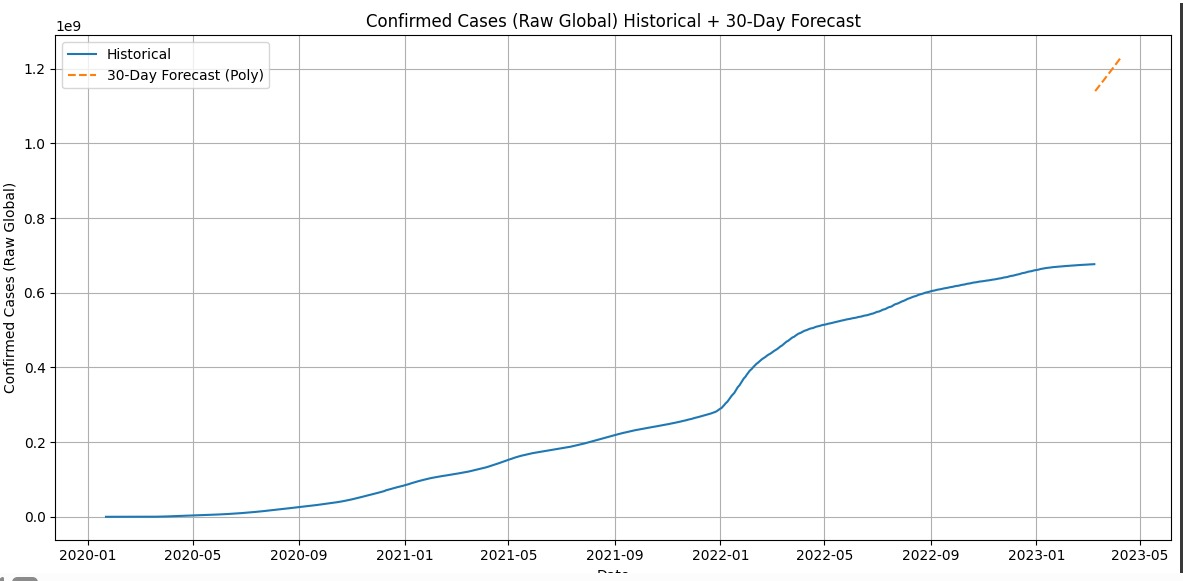 Confirmed Cases (Raw Global) Historical + 30-Day Forecast
1e9
Historical
30-Day Forecast (Poly)
1.2
1.0
0.8
0.6
0.4
0.2
0.0
Confirmed Cases (Raw Global)
2020-01 2020-05 2020-09 2021-01 2021-05 2021-09 2022-01 2022-05 2022-09 2023-01 2023-05
Date